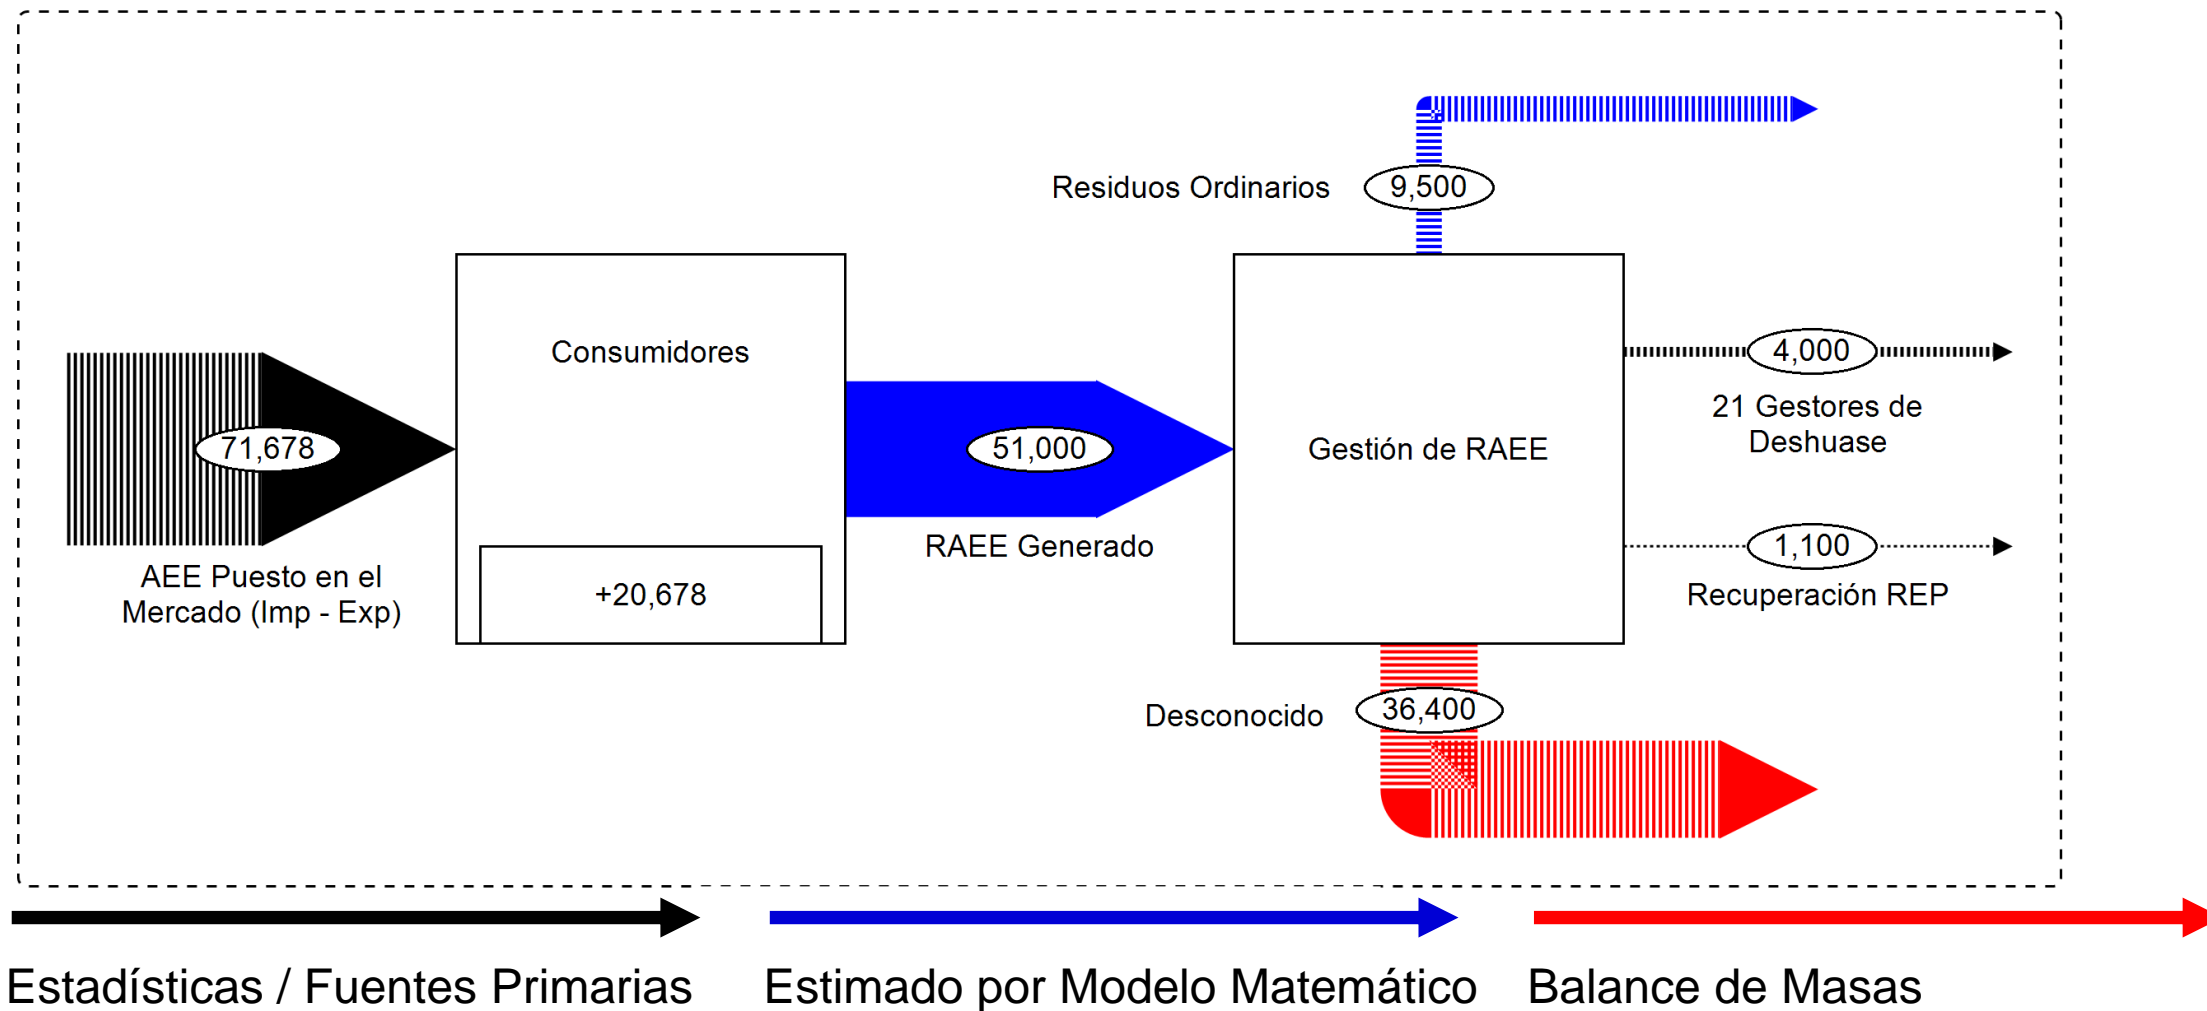 Residuos Ordinarios
9,500
Consumidores
4,000
21 Gestores de
Deshuase
71,678
51,000
Gestión de RAEE
RAEE Generado
1,100
AEE Puesto en el
Mercado (Imp - Exp)
+20,678
Recuperación REP
Desconocido
36,400
Estadísticas / Fuentes Primarias
Estimado por Modelo Matemático
Balance de Masas